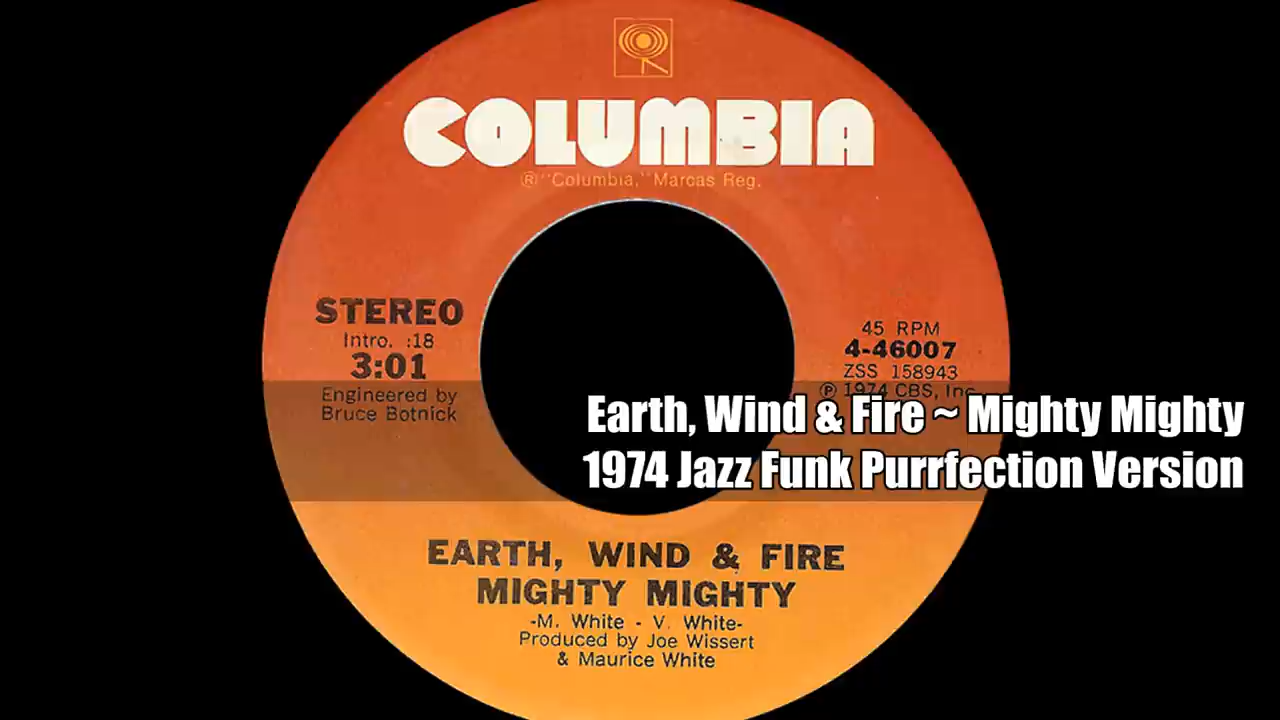 COLUMBIA
®"Columbia," Marcas Reg.
STEREO
Intro. :18
3:01
Engineered by
Bruce Botnick
45 RPM
4-46007
ZSS 158943
℗ 1974 CBS, Inc.
Earth, Wind & Fire ~ Mighty Mighty
1974 Jazz Funk Purrfection Version
EARTH, WIND & FIRE
MIGHTY MIGHTY
-M. White - V. White-
Produced by Joe Wissert
& Maurice White